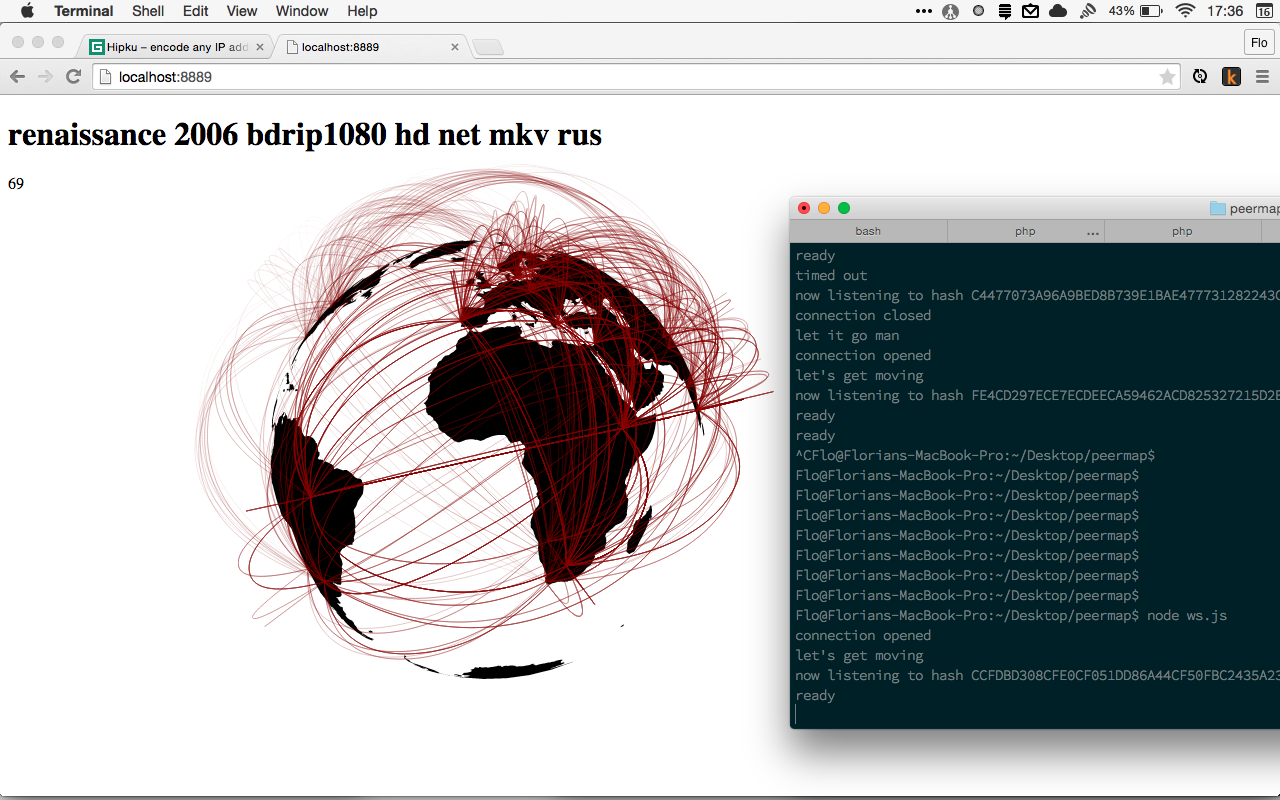 Terminal Shell Edit View Window Help 43% 17:36 16
Hipku – encode any IP add
localhost:8889
Flo
localhost:8889
k
renaissance 2006 bdrip1080 hd net mkv rus
69
peermap
bash php ... php
ready
timed out
now listening to hash C4477073A96A9BED8B739E1BAE477731282243C
connection closed
let it go man
connection opened
let's get moving
now listening to hash FE4CD297ECE7ECDEECA59462ACD825327215D2E
ready
ready
^CFlo@Florians-MacBook-Pro:~/Desktop/peermap$
Flo@Florians-MacBook-Pro:~/Desktop/peermap$
Flo@Florians-MacBook-Pro:~/Desktop/peermap$
Flo@Florians-MacBook-Pro:~/Desktop/peermap$
Flo@Florians-MacBook-Pro:~/Desktop/peermap$
Flo@Florians-MacBook-Pro:~/Desktop/peermap$
Flo@Florians-MacBook-Pro:~/Desktop/peermap$
Flo@Florians-MacBook-Pro:~/Desktop/peermap$
Flo@Florians-MacBook-Pro:~/Desktop/peermap$ node ws.js
connection opened
let's get moving
now listening to hash CCFDBD308CFE0CF051DD86A44CF50FBC2435A23
ready